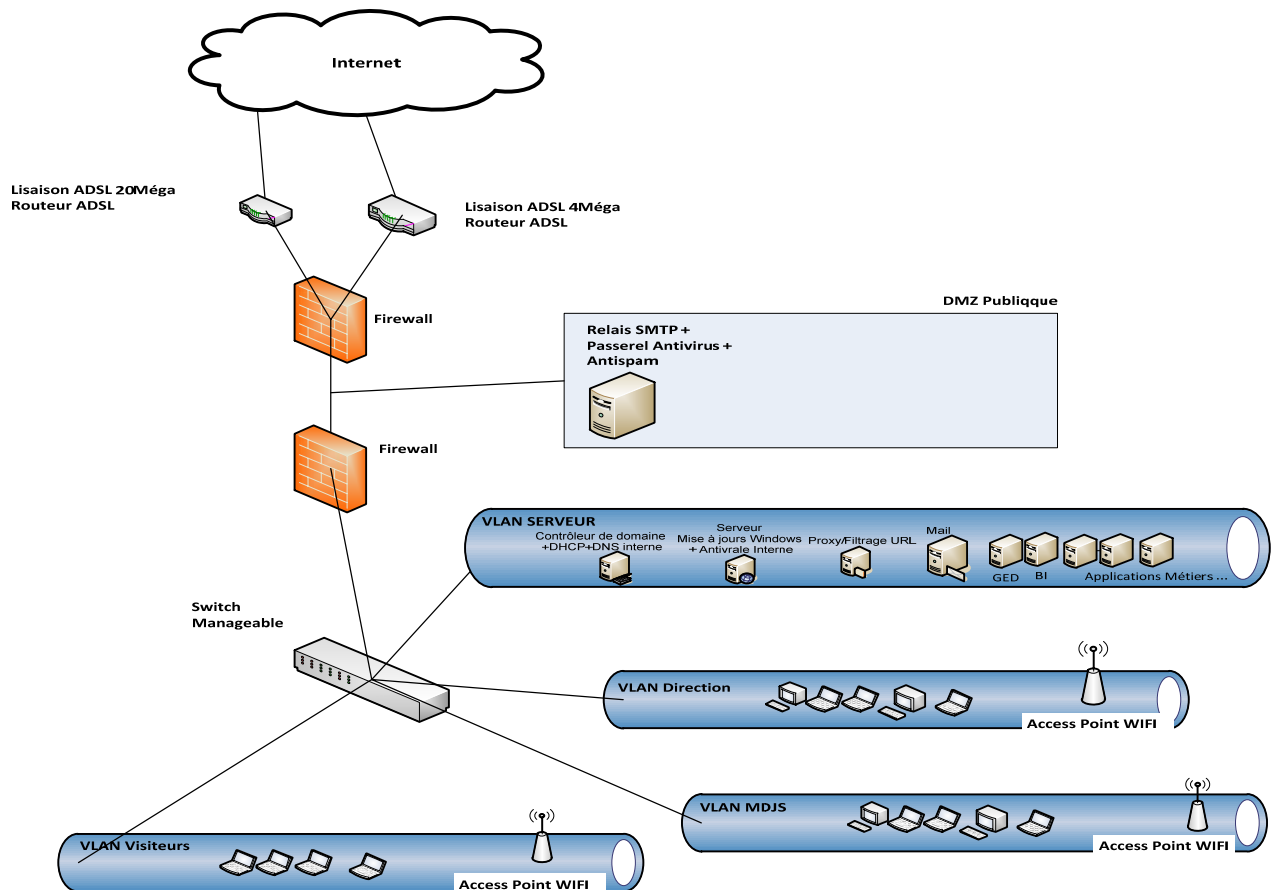 Internet
Lisaison ADSL 20Méga
Routeur ADSL
Lisaison ADSL 4Méga
Routeur ADSL
Firewall
DMZ Publiqque
Relais SMTP +
Passerel Antivirus +
Antispam
Firewall
VLAN SERVEUR
Contrôleur de domaine
+DHCP+DNS interne
Serveur
Mise à jours Windows
+ Antivrale Interne
Proxy/Filtrage URL
Mail
GED
BI
Applications Métiers ...
Switch
Manageable
VLAN Direction
Access Point WIFI
VLAN MDJS
Access Point WIFI
VLAN Visiteurs
Access Point WIFI